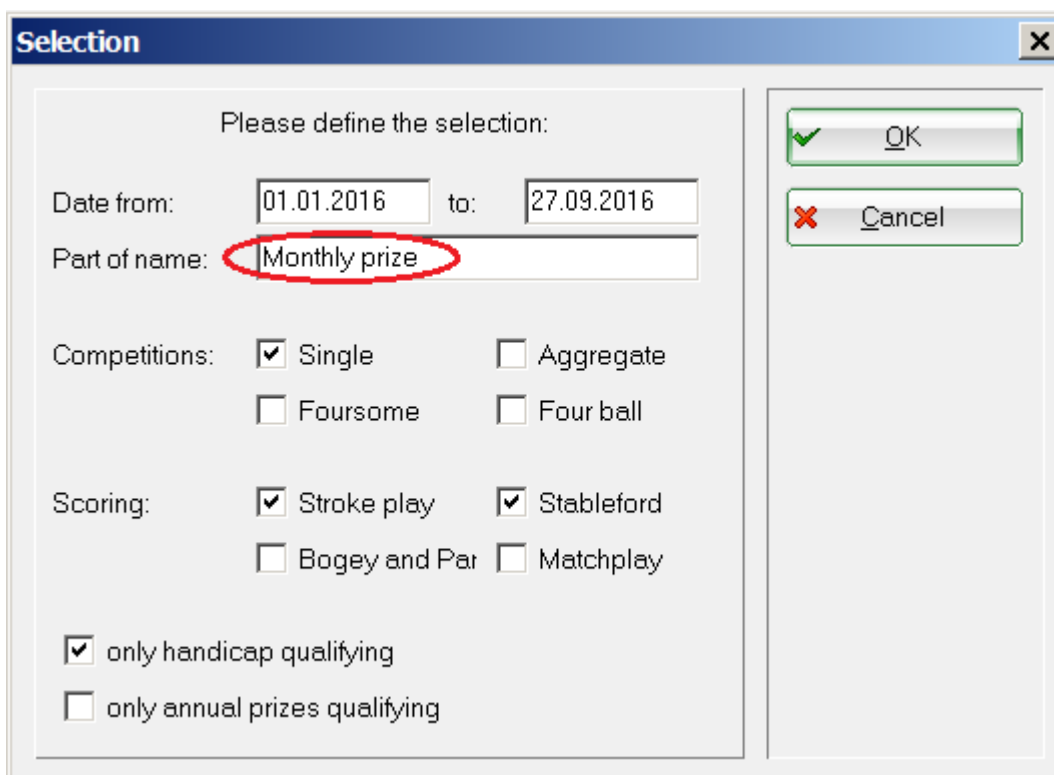 Selection
Please define the selection:
OK
Cancel
Date from: 01.01.2016 to: 27.09.2016
Part of name: Monthly prize
Competitions: Single Aggregate
Foursome Four ball
Scoring: Stroke play Stableford
Bogey and Par Matchplay
only handicap qualifying
only annual prizes qualifying